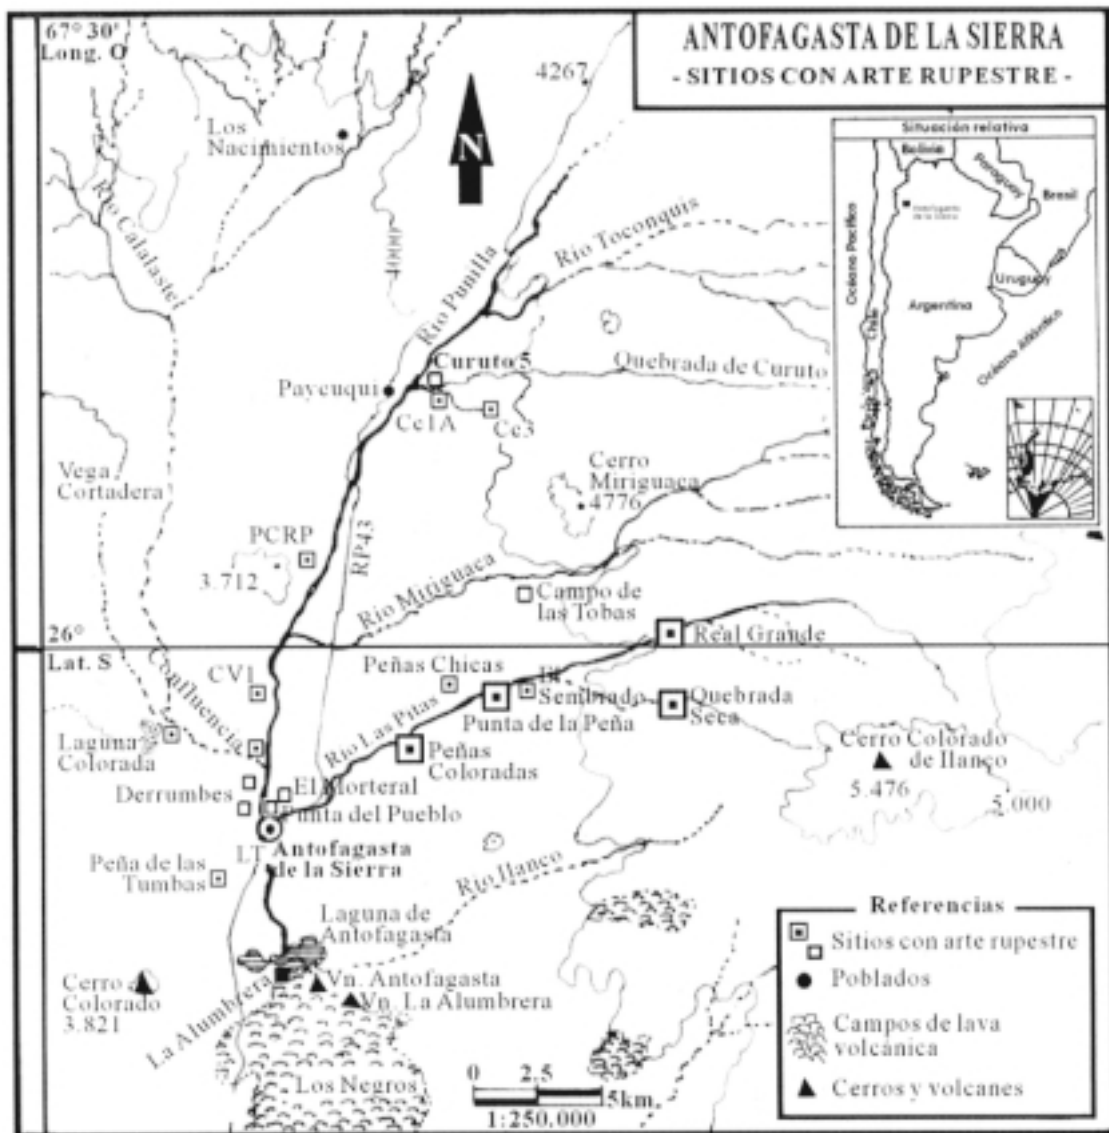 67° 30'
Long. O
ANTOFAGASTA DE LA SIERRA
- SITIOS CON ARTE RUPESTRE -
4267
Los
Nacimientos
N
Situación relativa
Bolivia
Paraguay
Brasil
Antofagasta
de la Sierra
Océano Pacífico
Uruguay
Argentina
Chile
Océano Atlántico
Río Calalaste
4000
Río Punilla
Río Toconquis
Curuto 5
Quebrada de Curuto
Paycuqui
Cc1A
Cc3
Vega
Cortadera
Cerro
Miriguaca
4776
PCRP
3.712
RP43
Río Miriguaca
Campo de
las Tobas
26°
Lat. S
Real Grande
CV1
Confluencia
Peñas Chicas
El
Sembrado
Punta de la Peña
Quebrada
Seca
Río Las Pitas
Laguna
Colorada
Peñas
Coloradas
Cerro Colorado
de Ilanco
5.476
5.000
Derrumbes
El Morteral
Punta del Pueblo
LT
Antofagasta
de la Sierra
Peña de las
Tumbas
Río Ilanco
Laguna de
Antofagasta
Cerro
Colorado
3.821
La Alumbrera
Vn. Antofagasta
Vn. La Alumbrera
Los Negros
0 2.5 5km.
1:250.000
Referencias
Sitios con arte rupestre
Poblados
Campos de lava
volcánica
Cerros y volcanes